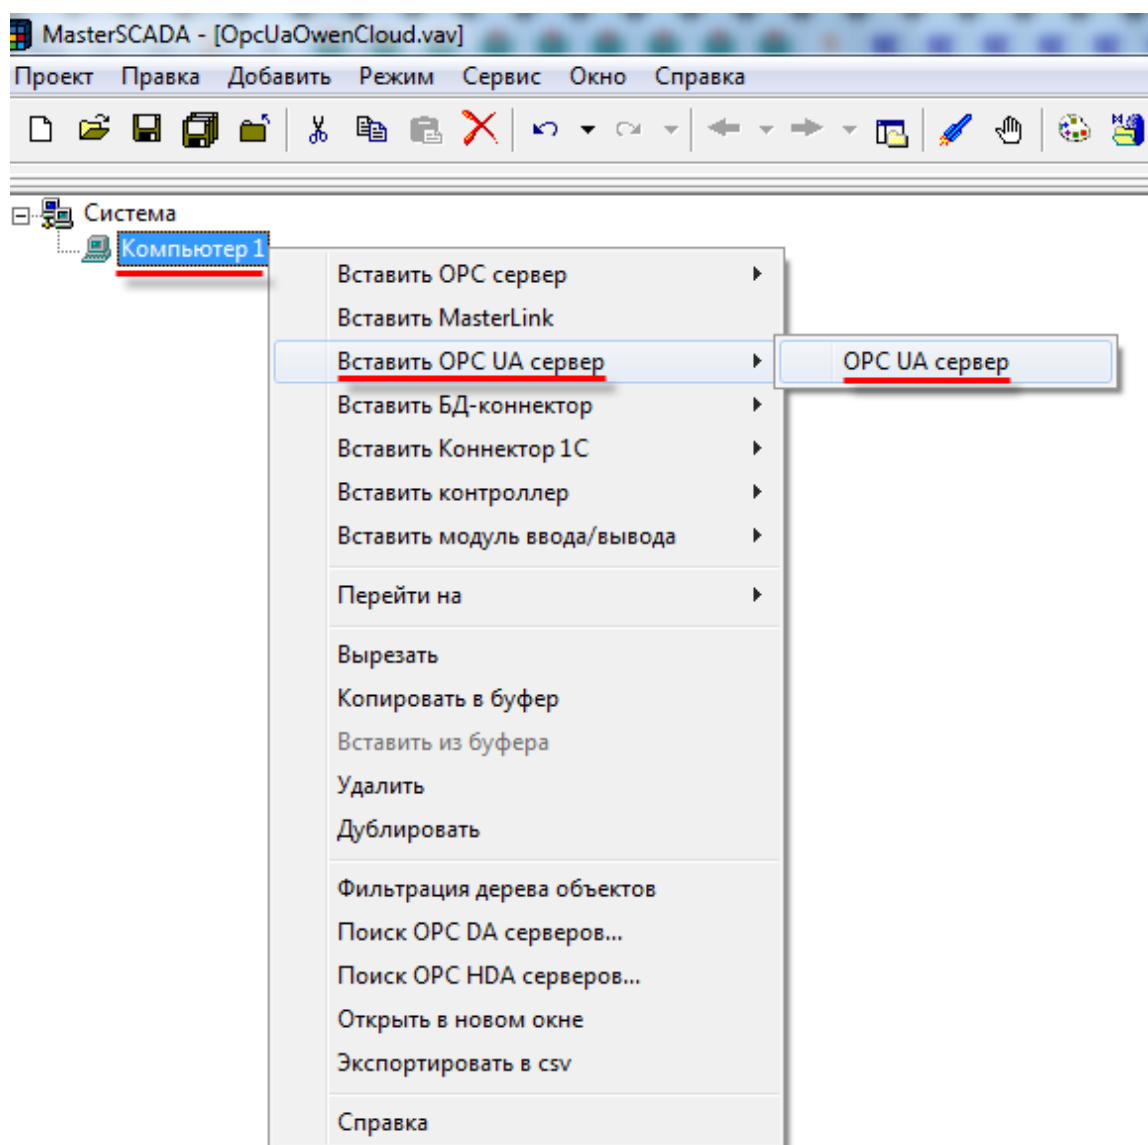 MasterSCADA - [OpcUaOwenCloud.vav]
Проект Правка Добавить Режим Сервис Окно Справка
Система
Компьютер 1
Вставить OPC сервер
Вставить MasterLink
Вставить OPC UA сервер
OPC UA сервер
Вставить БД-коннектор
Вставить Коннектор 1С
Вставить контроллер
Вставить модуль ввода/вывода
Перейти на
Вырезать
Копировать в буфер
Вставить из буфера
Удалить
Дублировать
Фильтрация дерева объектов
Поиск OPC DA серверов...
Поиск OPC HDA серверов...
Открыть в новом окне
Экспортировать в csv
Справка